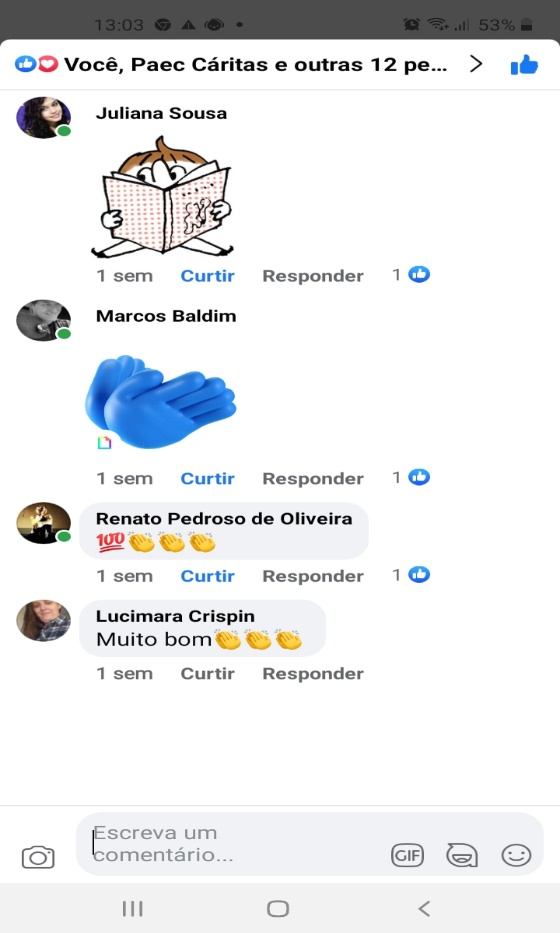 13:03
53%
Você, Paec Cáritas e outras 12 pe...
Juliana Sousa
1 sem Curtir Responder 1
Marcos Baldim
1 sem Curtir Responder 1
Renato Pedroso de Oliveira
💯👏👏👏
1 sem Curtir Responder 1
Lucimara Crispin
Muito bom👏👏👏
1 sem Curtir Responder
Escreva um
comentário...
GIF